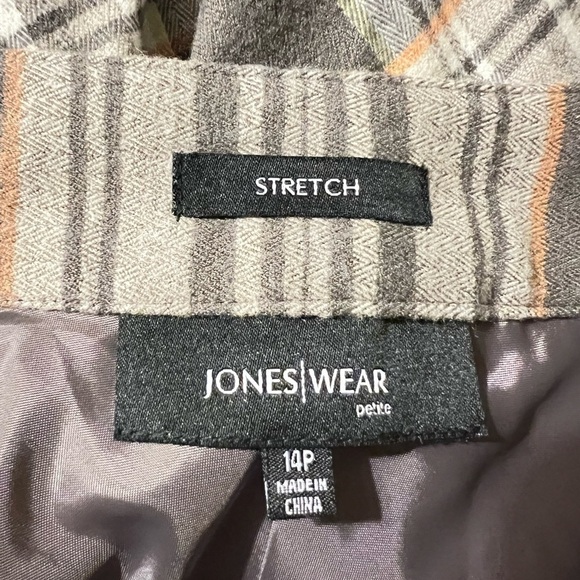 STRETCH
JONES|WEAR
petite
14P
MADE IN
CHINA